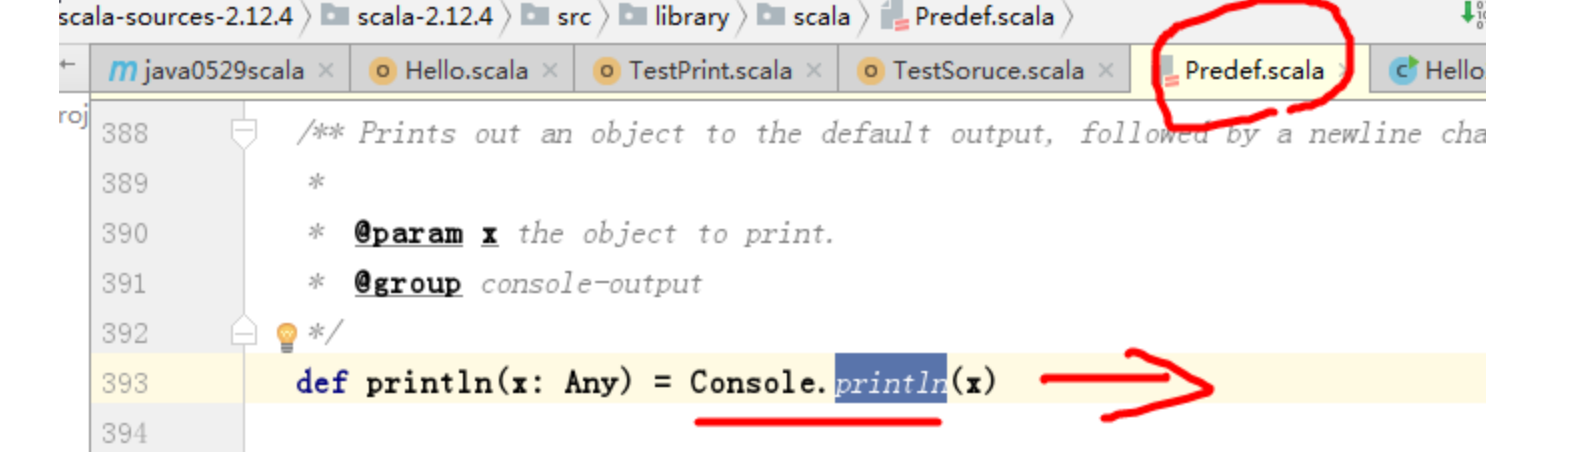 scala-sources-2.12.4 scala-2.12.4 src library scala Predef.scala
java0529scala Hello.scala TestPrint.scala TestSoruce.scala Predef.scala Hello
roj
388 /** Prints out an object to the default output, followed by a newline cha
389 *
390 * @param x the object to print.
391 * @group console-output
392 */
393 def println(x: Any) = Console.println(x)
394